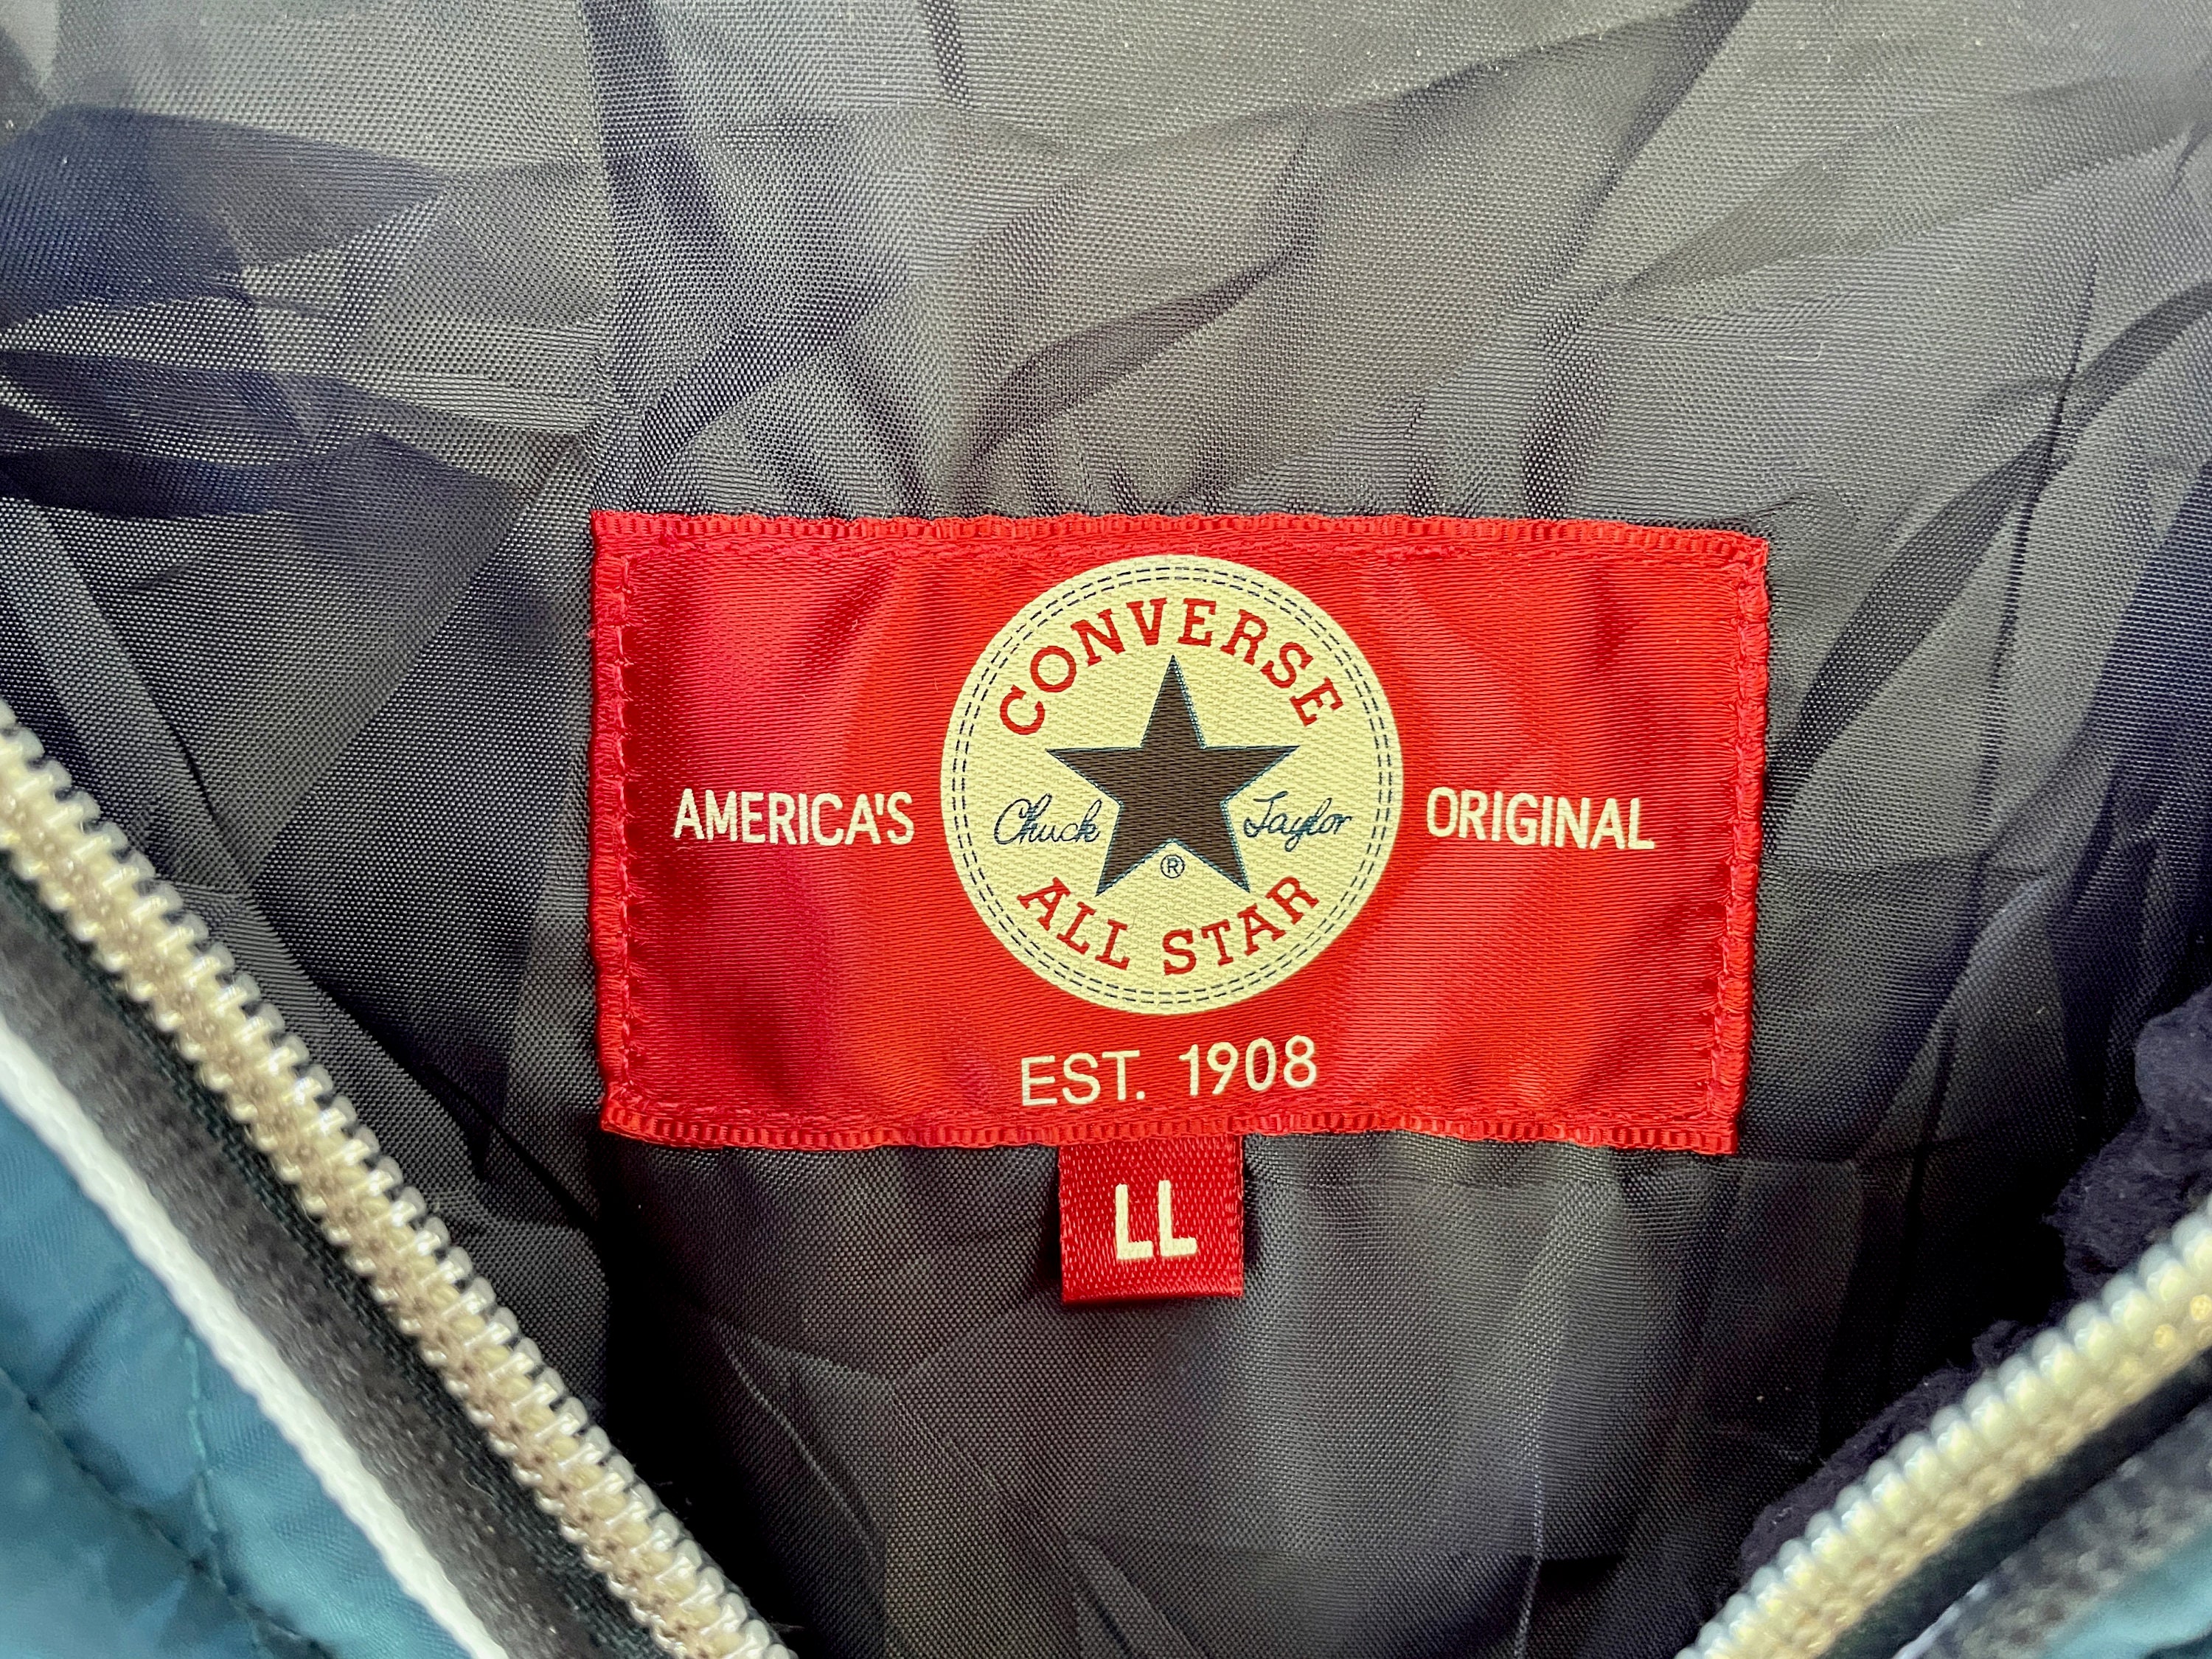 CONVERSE
AMERICA'S Chuck Taylor ORIGINAL
®
ALL STAR
EST. 1908
LL